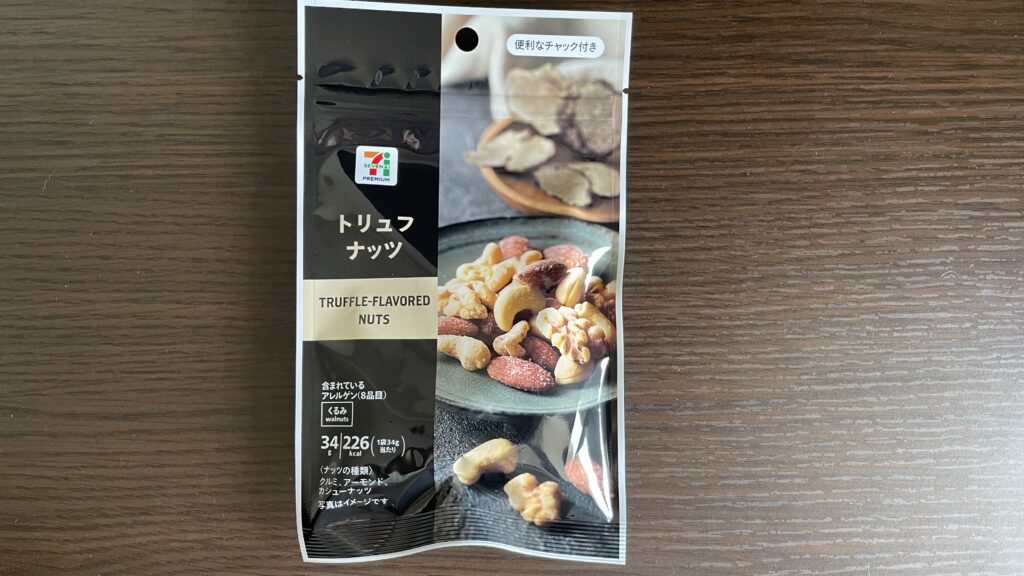 便利なチャック付き
7i
SEVEN&i
PREMIUM
トリュフ
ナッツ
TRUFFLE-FLAVORED
NUTS
含まれている
アレルゲン(8品目)
くるみ
walnuts
34g 226kcal (1袋34g当たり)
〈ナッツの種類〉
クルミ、アーモンド、
カシューナッツ
写真はイメージです